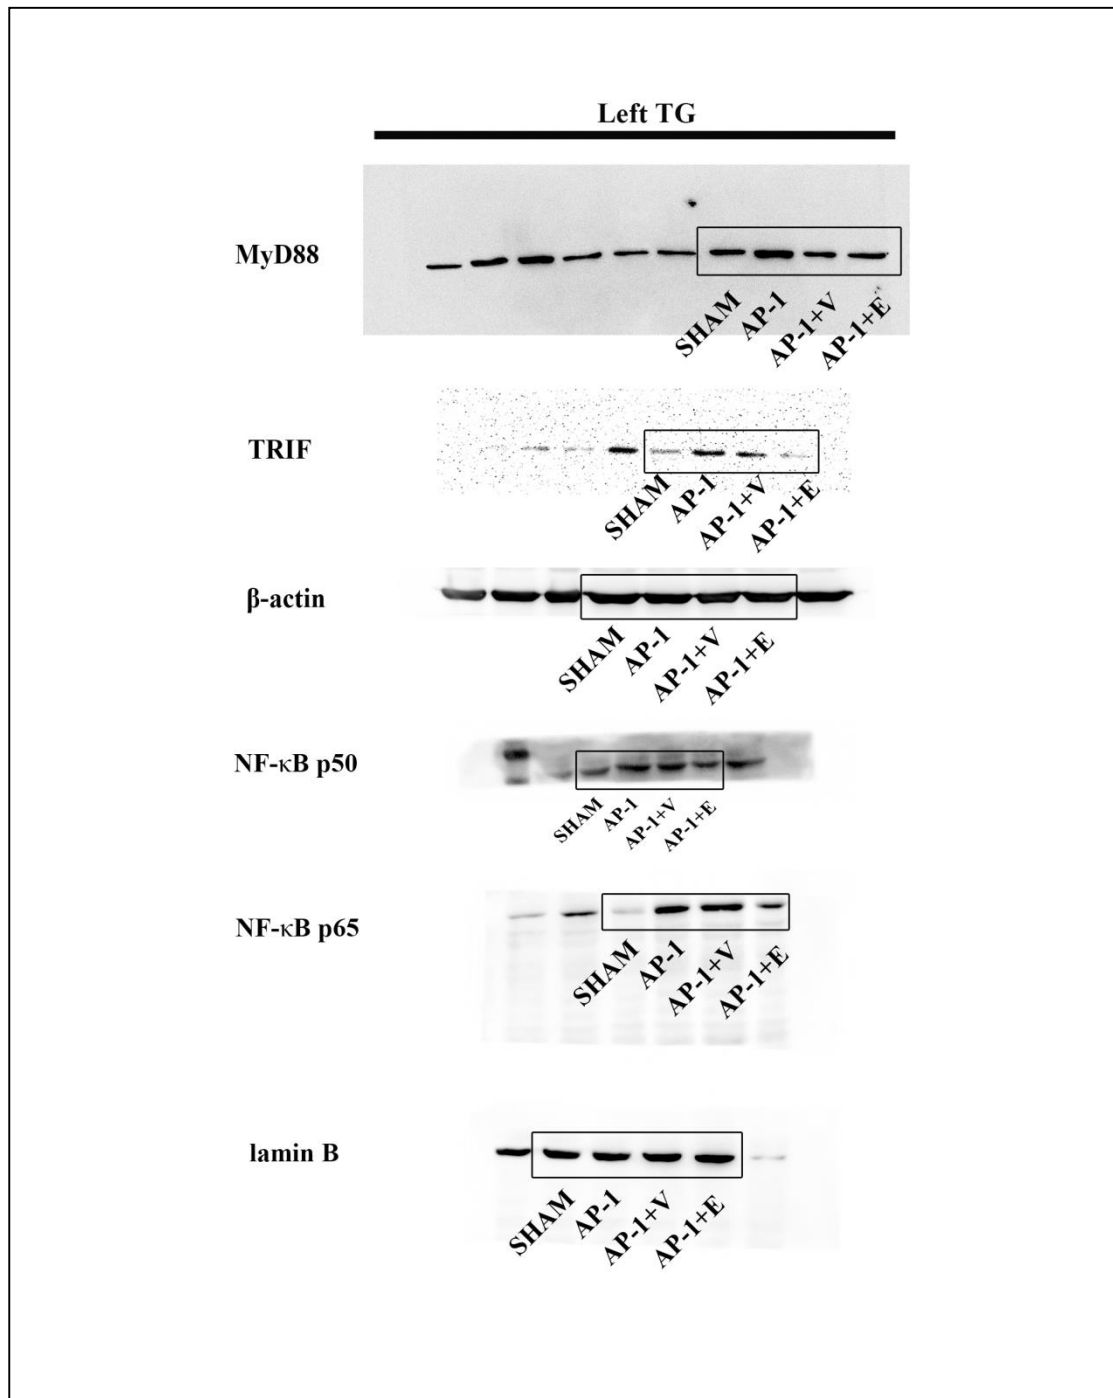 Left TG
MyD88
SHAM AP-1 AP-1+V AP-1+E
TRIF
SHAM AP-1 AP-1+V AP-1+E
β-actin
SHAM AP-1 AP-1+V AP-1+E
NF-κB p50
SHAM AP-1 AP-1+V AP-1+E
NF-κB p65
SHAM AP-1 AP-1+V AP-1+E
lamin B
SHAM AP-1 AP-1+V AP-1+E